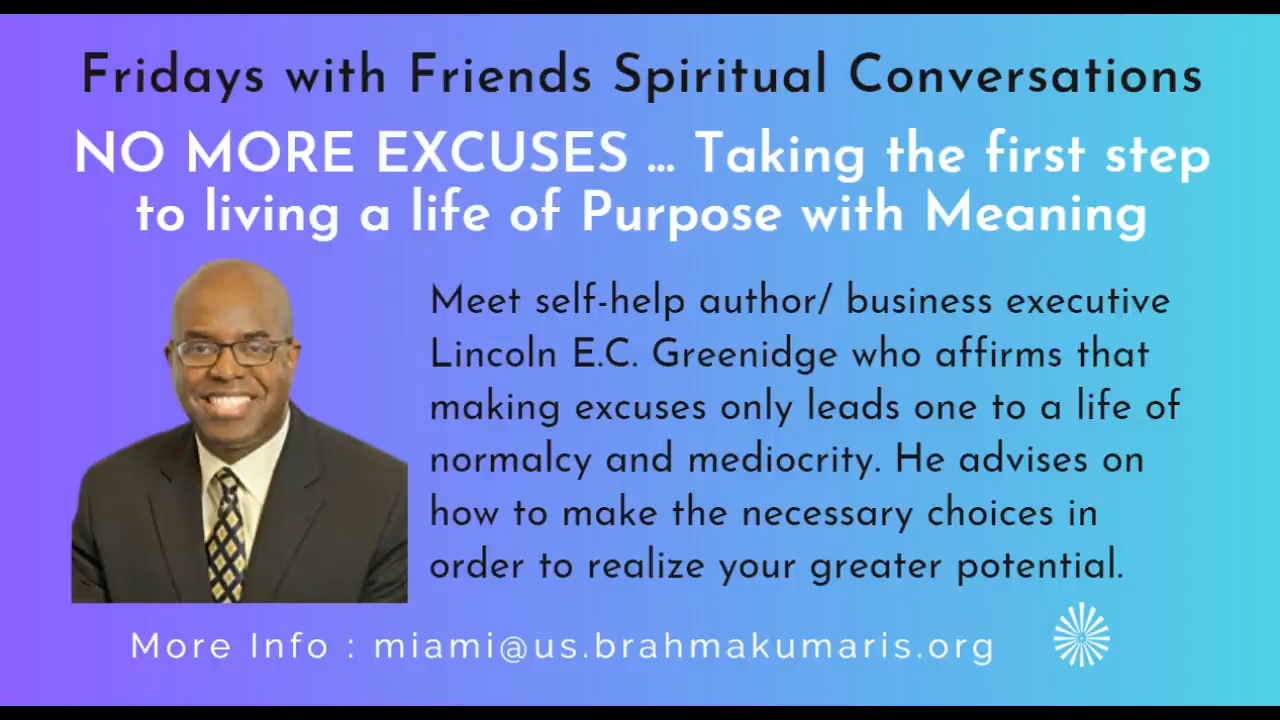 Fridays with Friends Spiritual Conversations
NO MORE EXCUSES ... Taking the first step
to living a life of Purpose with Meaning
Meet self-help author/ business executive
Lincoln E.C. Greenidge who affirms that
making excuses only leads one to a life of
normalcy and mediocrity. He advises on
how to make the necessary choices in
order to realize your greater potential.
More Info : miami@us.brahmakumaris.org